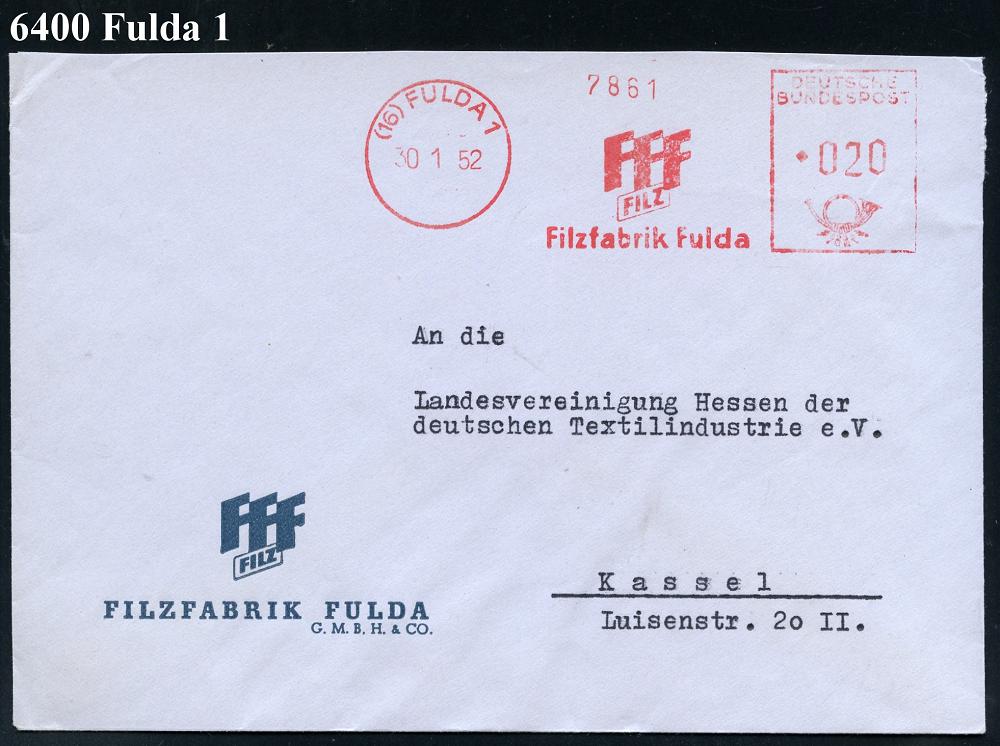 6400 Fulda 1
(16) FULDA 1
30 1 52
7861
FFF
FILZ
Filzfabrik Fulda
DEUTSCHE
BUNDESPOST
020
An die
Landesvereinigung Hessen der
deutschen Textilindustrie e.V.
Kassel
Luisenstr. 2o II.
FFF
FILZ
FILZFABRIK FULDA
G. M. B. H. & CO.